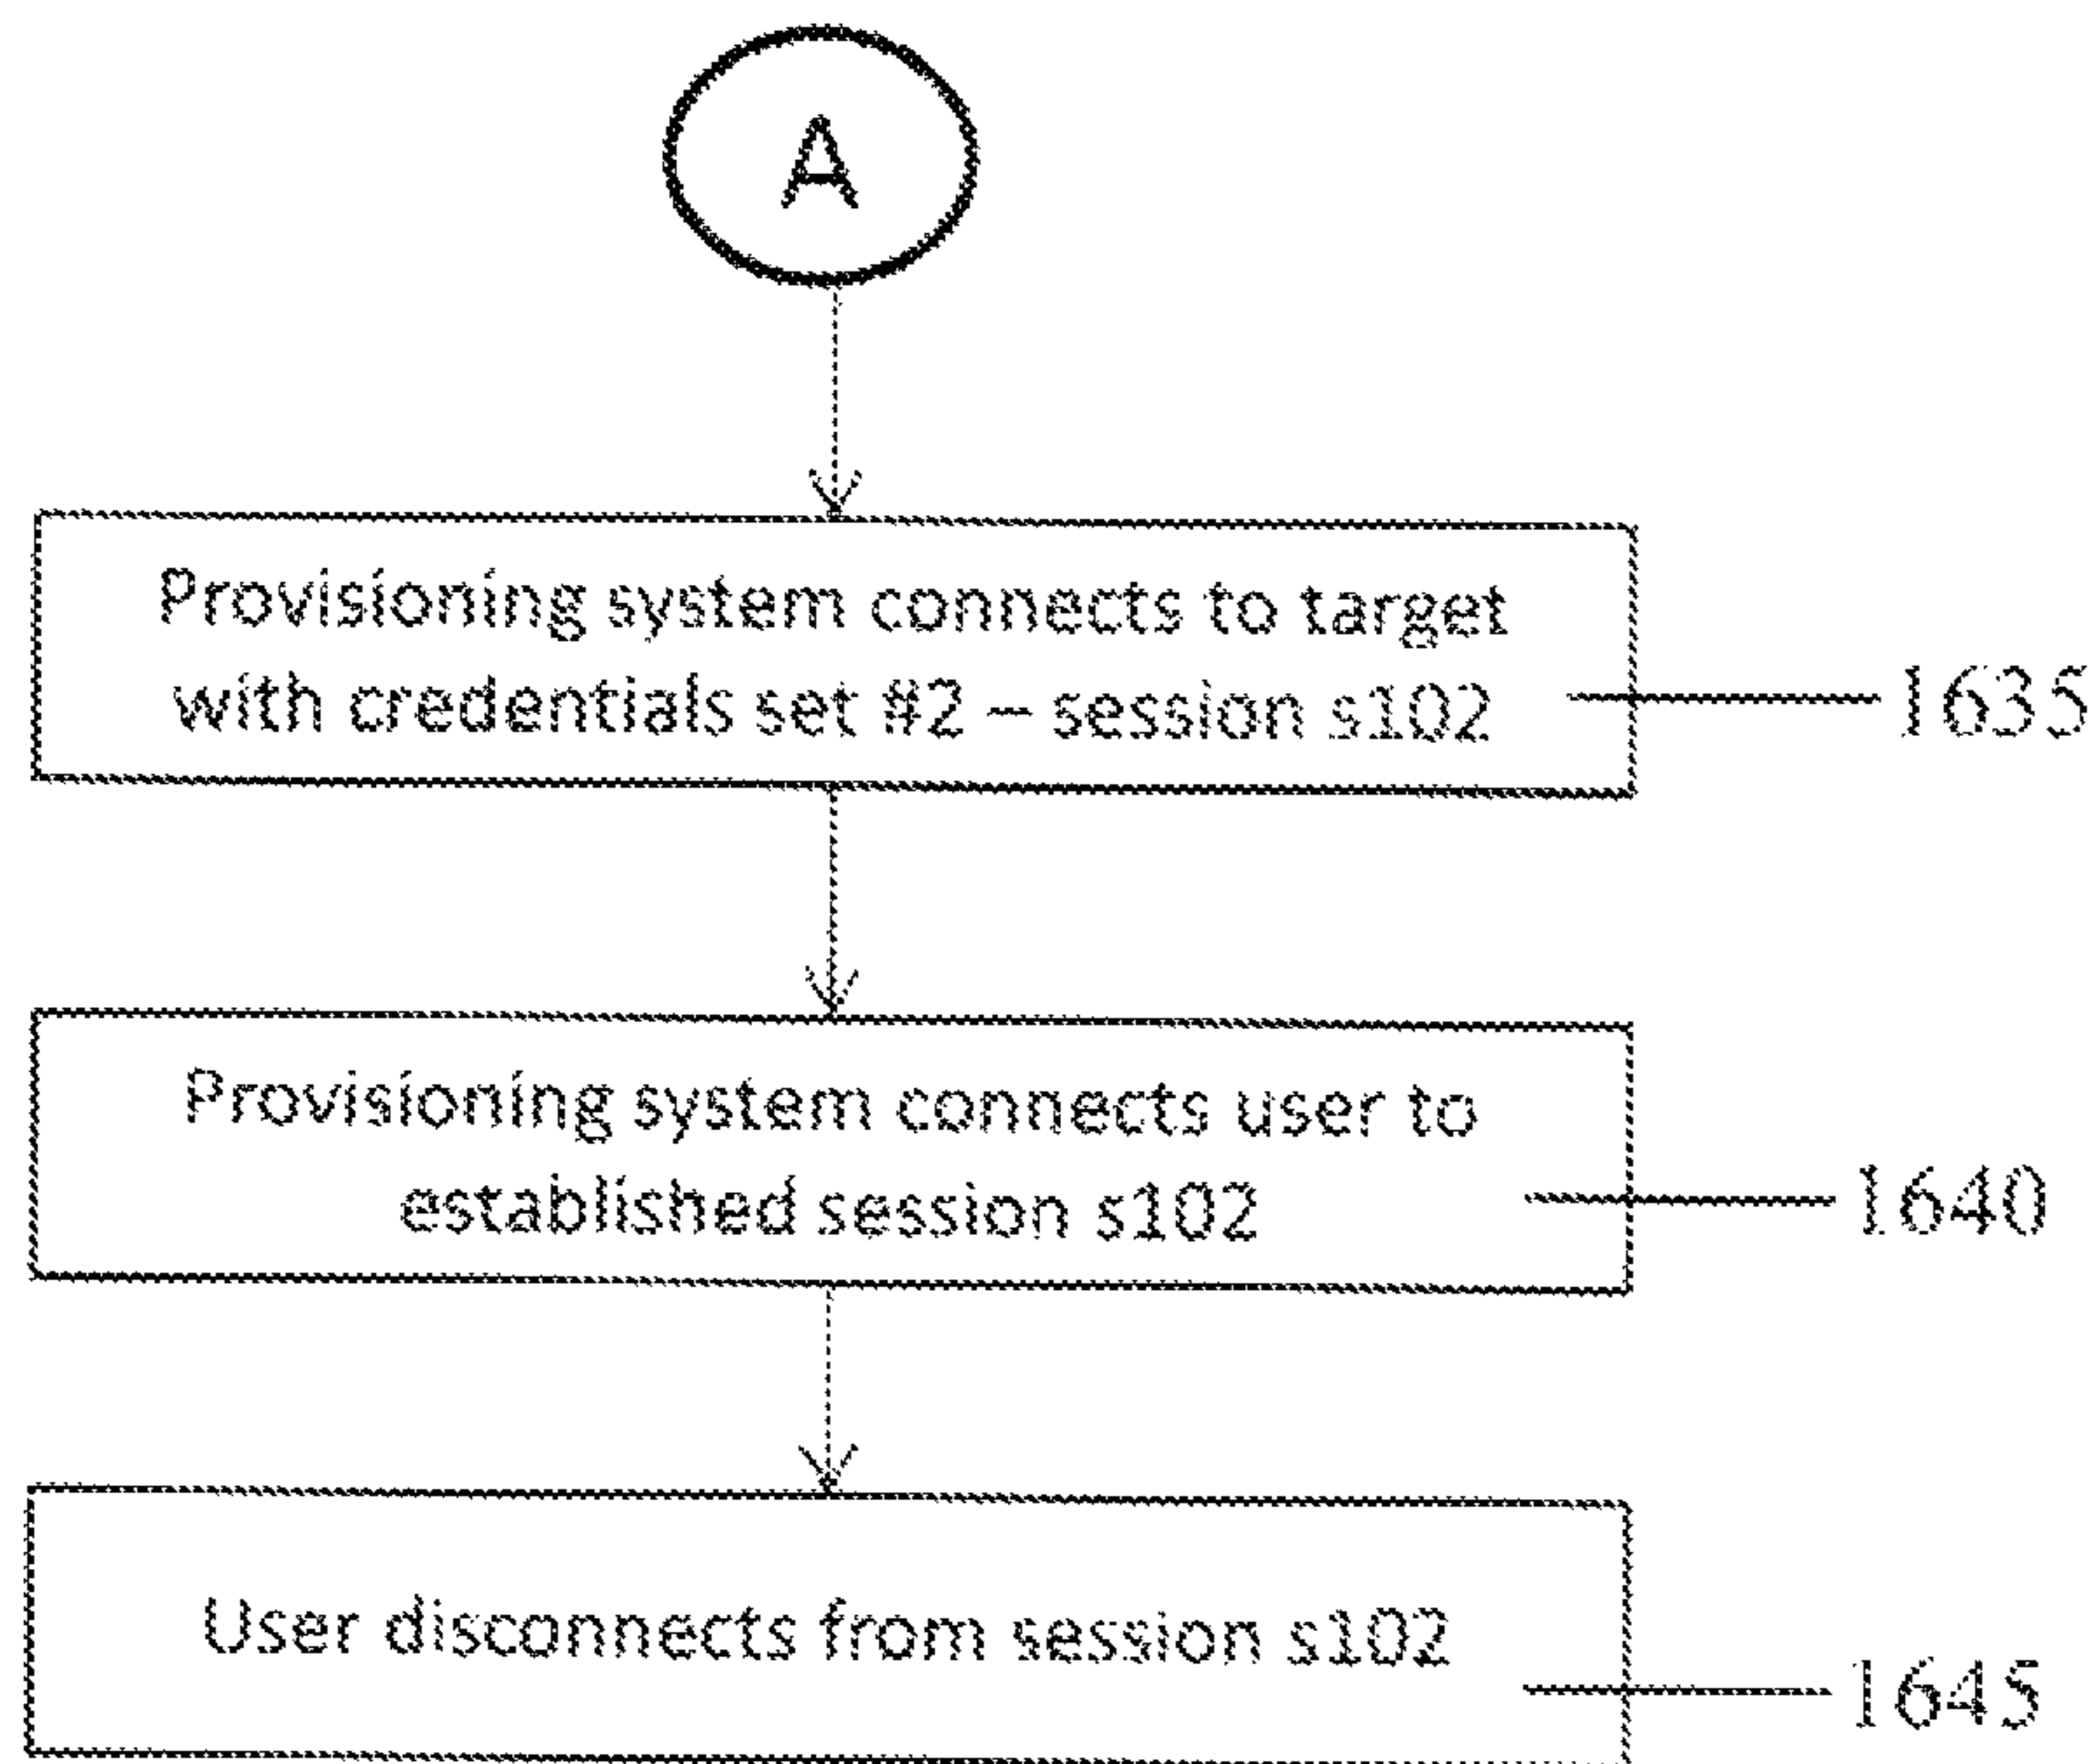 A
Provisioning system connects to target
with credentials set #2 – session s102
1635
Provisioning system connects user to
established session s102
1640
User disconnects from session s102
1645